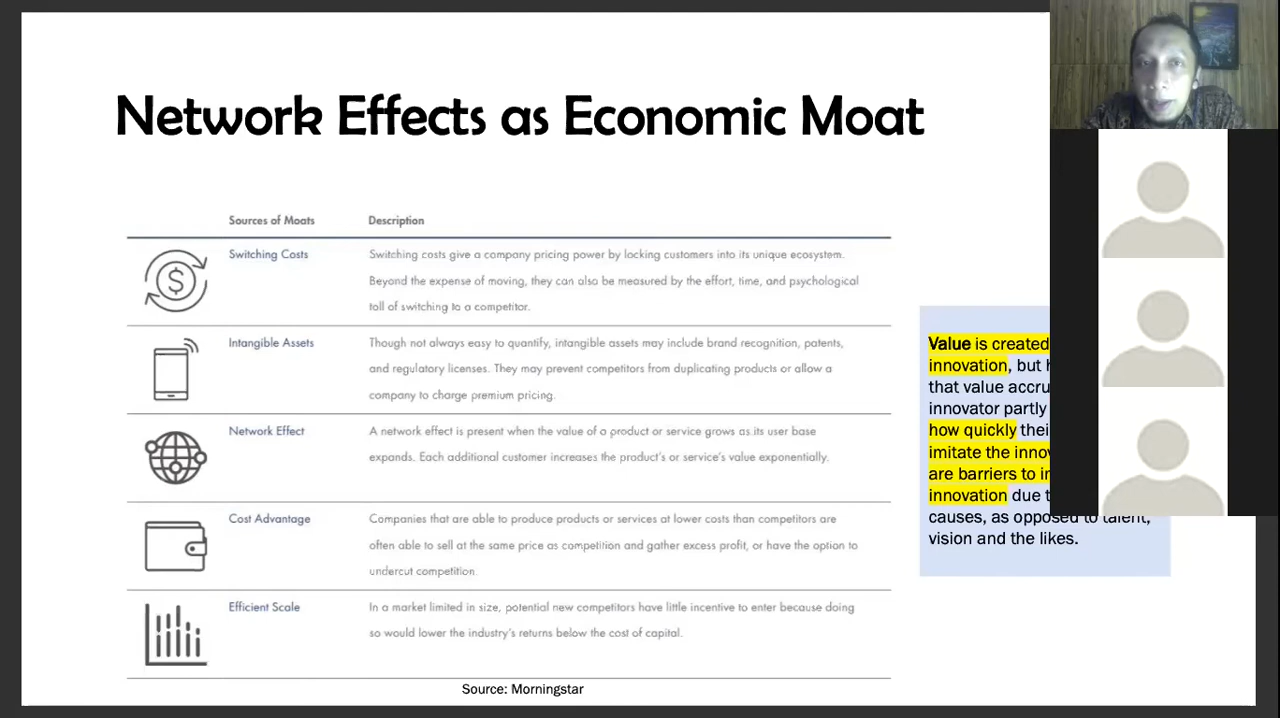 Network Effects as Economic Moat
Sources of Moats Description
Switching Costs Switching costs give a company pricing power by locking customers into its unique ecosystem.
Beyond the expense of moving, they can also be measured by the effort, time, and psychological
toll of switching to a competitor.
Intangible Assets Though not always easy to quantify, intangible assets may include brand recognition, patents,
and regulatory licenses. They may prevent competitors from duplicating products or allow a
company to charge premium pricing.
Network Effect A network effect is present when the value of a product or service grows as its user base
expands. Each additional customer increases the product's or service's value exponentially.
Cost Advantage Companies that are able to produce products or services at lower costs than competitors are
often able to sell at the same price as competition and gather excess profit, or have the option to
undercut competition.
Efficient Scale In a market limited in size, potential new competitors have little incentive to enter because doing
so would lower the industry's returns below the cost of capital.
Source: Morningstar
Value is created
innovation, but
that value
innovator partly
how quickly
imitate the
are barriers to
innovation due
causes, as opposed to talent,
vision and the likes.